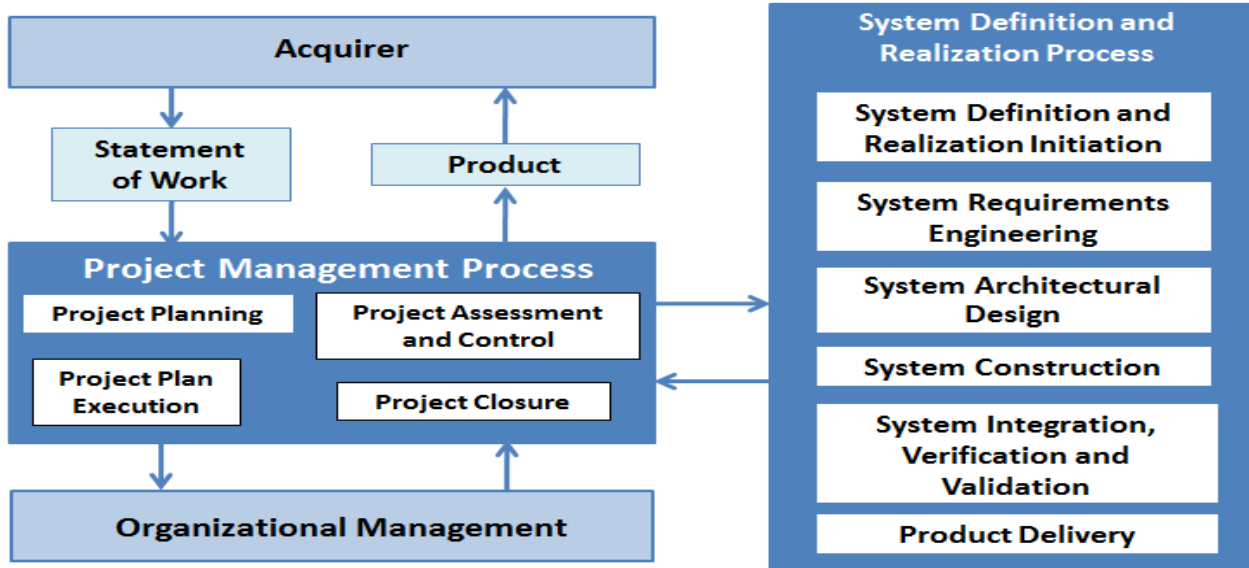 Acquirer
Statement
of Work
Product
Project Management Process
Project Planning
Project Assessment
and Control
Project Plan
Execution
Project Closure
Organizational Management
System Definition and
Realization Process
System Definition and
Realization Initiation
System Requirements
Engineering
System Architectural
Design
System Construction
System Integration,
Verification and
Validation
Product Delivery